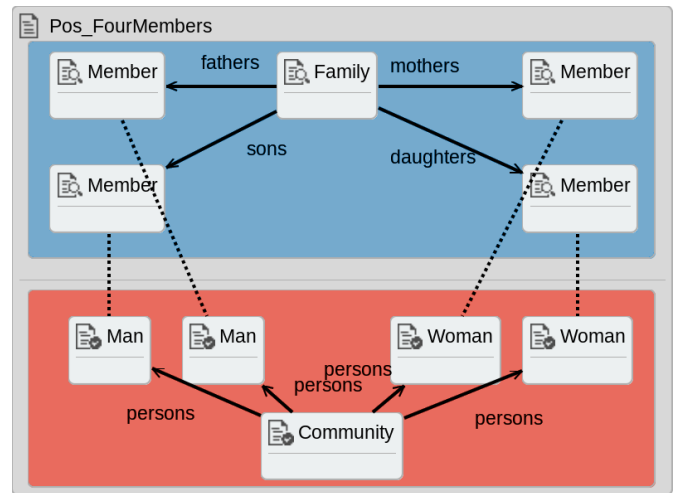 Pos_FourMembers
Member
fathers
Family
mothers
Member
sons
daughters
Member
Member
Man
Man
Woman
Woman
persons
persons
persons
persons
Community